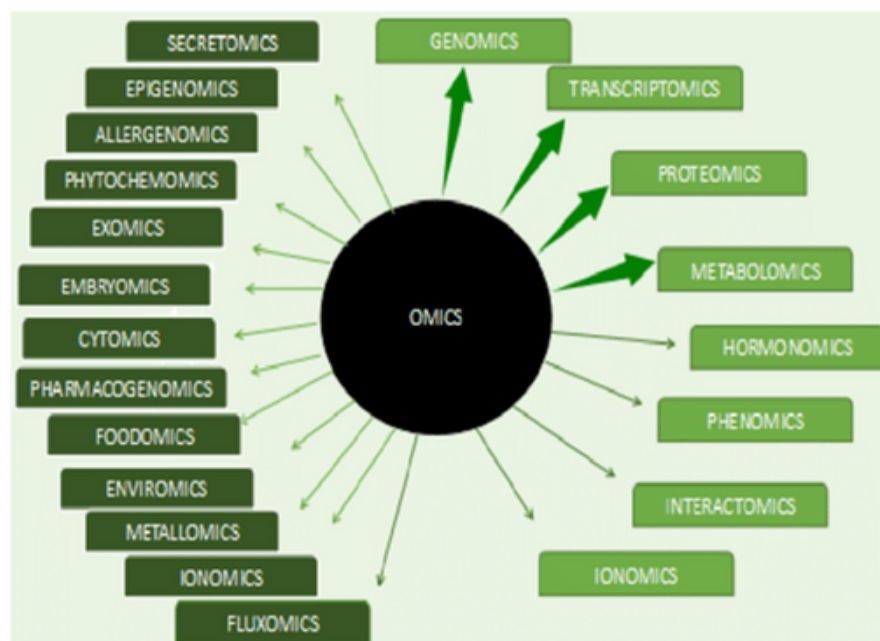 SECRETOMICS
GENOMICS
EPIGENOMICS
TRANSCRIPTOMICS
ALLERGENOMICS
PHYTOCHEMOMICS
PROTEOMICS
EXOMICS
EMBRYOMICS
METABOLOMICS
OMICS
CYTOMICS
HORMONOMICS
PHARMACOGENOMICS
PHENOMICS
FOODOMICS
ENVIROMICS
INTERACTOMICS
METALLOMICS
IONOMICS
IONOMICS
FLUXOMICS